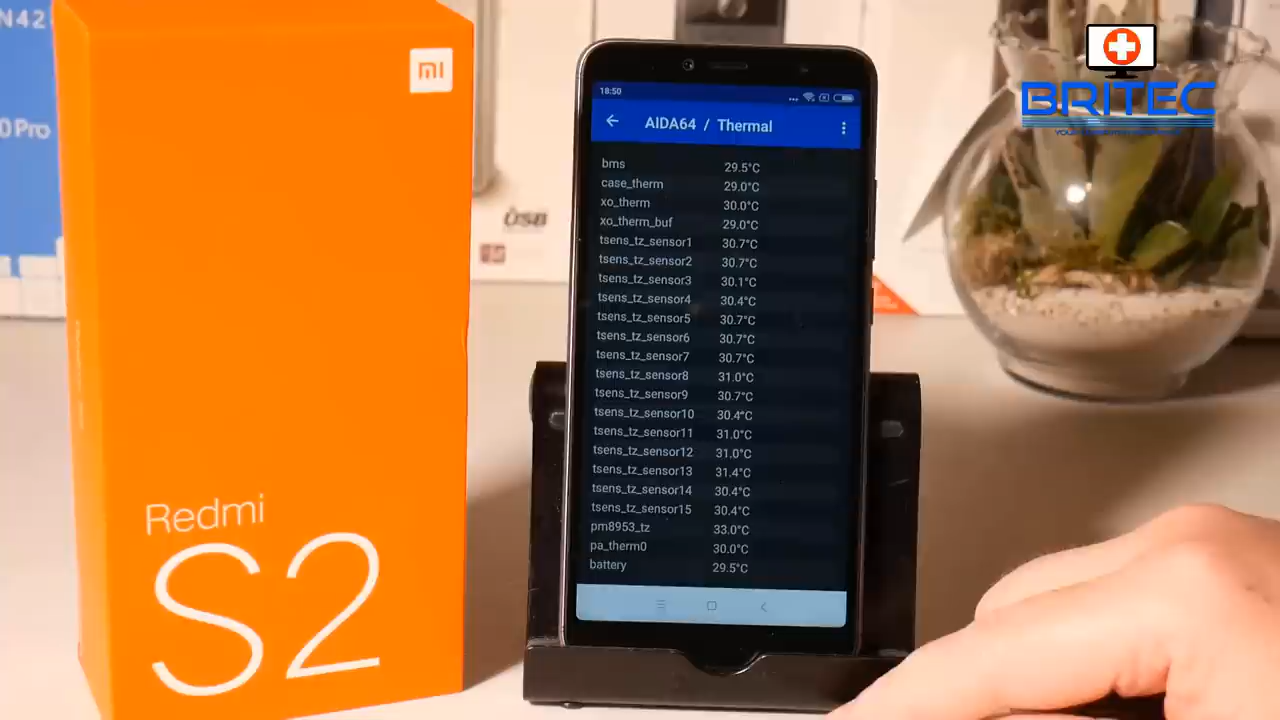 N42
0 Pro
mi
Redmi
S2
USB
18:50
AIDA64 / Thermal
bms 29.5°C
case_therm 29.0°C
xo_therm 30.0°C
xo_therm_buf 29.0°C
tsens_tz_sensor1 30.7°C
tsens_tz_sensor2 30.7°C
tsens_tz_sensor3 30.1°C
tsens_tz_sensor4 30.4°C
tsens_tz_sensor5 30.7°C
tsens_tz_sensor6 30.7°C
tsens_tz_sensor7 30.7°C
tsens_tz_sensor8 31.0°C
tsens_tz_sensor9 30.7°C
tsens_tz_sensor10 30.4°C
tsens_tz_sensor11 31.0°C
tsens_tz_sensor12 31.0°C
tsens_tz_sensor13 31.4°C
tsens_tz_sensor14 30.4°C
tsens_tz_sensor15 30.4°C
pm8953_tz 33.0°C
pa_therm0 30.0°C
battery 29.5°C
BRITEC